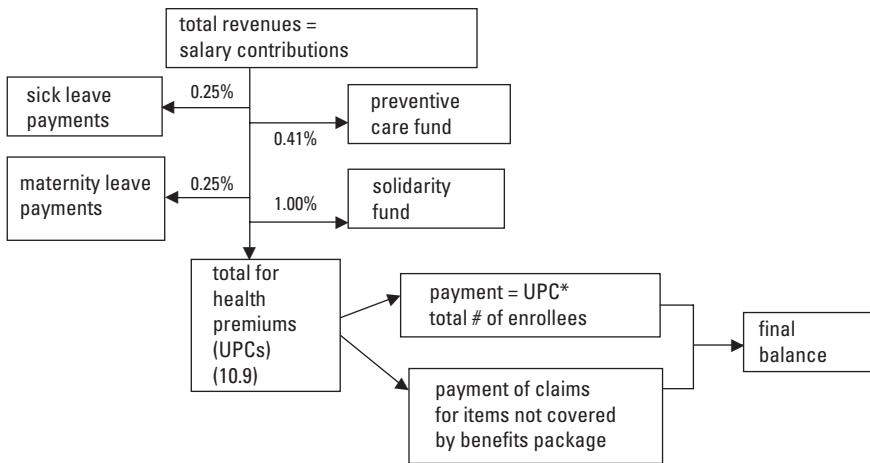 total revenues =
salary contributions
0.25%
sick leave
payments
preventive
care fund
0.41%
0.25%
maternity leave
payments
1.00%
solidarity
fund
total for
health
premiums
(UPCs)
(10.9)
payment = UPC*
total # of enrollees
final
balance
payment of claims
for items not covered
by benefits package